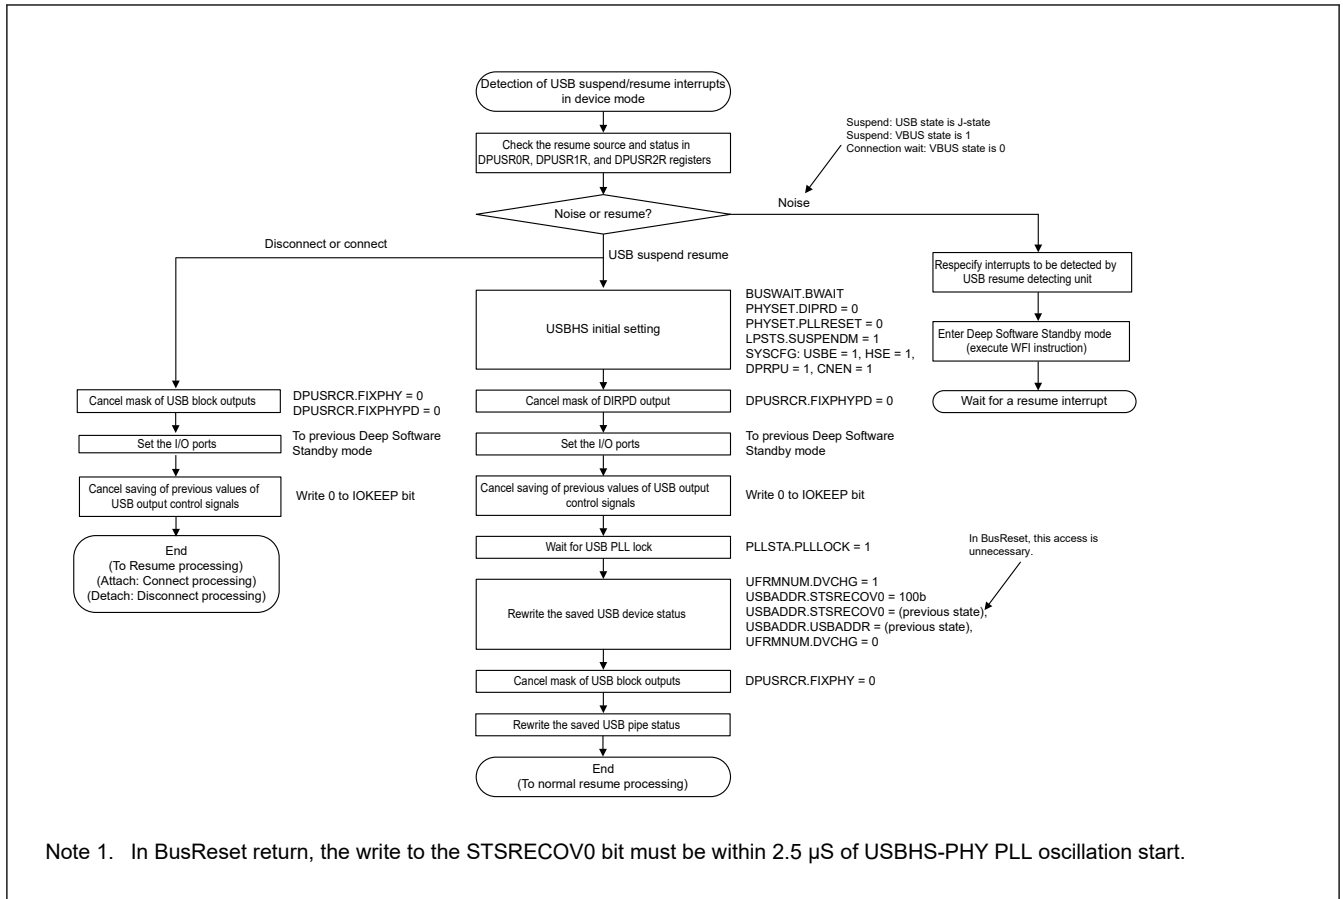 Detection of USB suspend/resume interrupts
in device mode
Suspend: USB state is J-state
Suspend: VBUS state is 1
Connection wait: VBUS state is 0
Check the resume source and status in
DPUSR0R, DPUSR1R, and DPUSR2R registers
Noise or resume?
Noise
Disconnect or connect
USB suspend resume
Respecify interrupts to be detected by
USB resume detecting unit
Enter Deep Software Standby mode
(execute WFI instruction)
Wait for a resume interrupt
USBHS initial setting
BUSWAIT.BWAIT
PHYSET.DIPRD = 0
PHYSET.PLLRESET = 0
LPSTS.SUSPENDM = 1
SYSCFG: USBE = 1, HSE = 1,
DPRPU = 1, CNEN = 1
Cancel mask of USB block outputs
DPUSRCR.FIXPHY = 0
DPUSRCR.FIXPHYPD = 0
Set the I/O ports
To previous Deep Software
Standby mode
Cancel saving of previous values of
USB output control signals
Write 0 to IOKEEP bit
End
(To Resume processing)
(Attach: Connect processing)
(Detach: Disconnect processing)
Cancel mask of DIRPD output
DPUSRCR.FIXPHYPD = 0
Set the I/O ports
To previous Deep Software
Standby mode
Cancel saving of previous values of USB output
control signals
Write 0 to IOKEEP bit
Wait for USB PLL lock
PLLSTA.PLLLOCK = 1
In BusReset, this access is
unnecessary.
Rewrite the saved USB device status
UFRMNUM.DVCHG = 1
USBADDR.STSRECOV0 = 100b
USBADDR.STSRECOV0 = (previous state),
USBADDR.USBADDR = (previous state),
UFRMNUM.DVCHG = 0
Cancel mask of USB block outputs
DPUSRCR.FIXPHY = 0
Rewrite the saved USB pipe status
End
(To normal resume processing)
Note 1. In BusReset return, the write to the STSRECOV0 bit must be within 2.5 µS of USBHS-PHY PLL oscillation start.